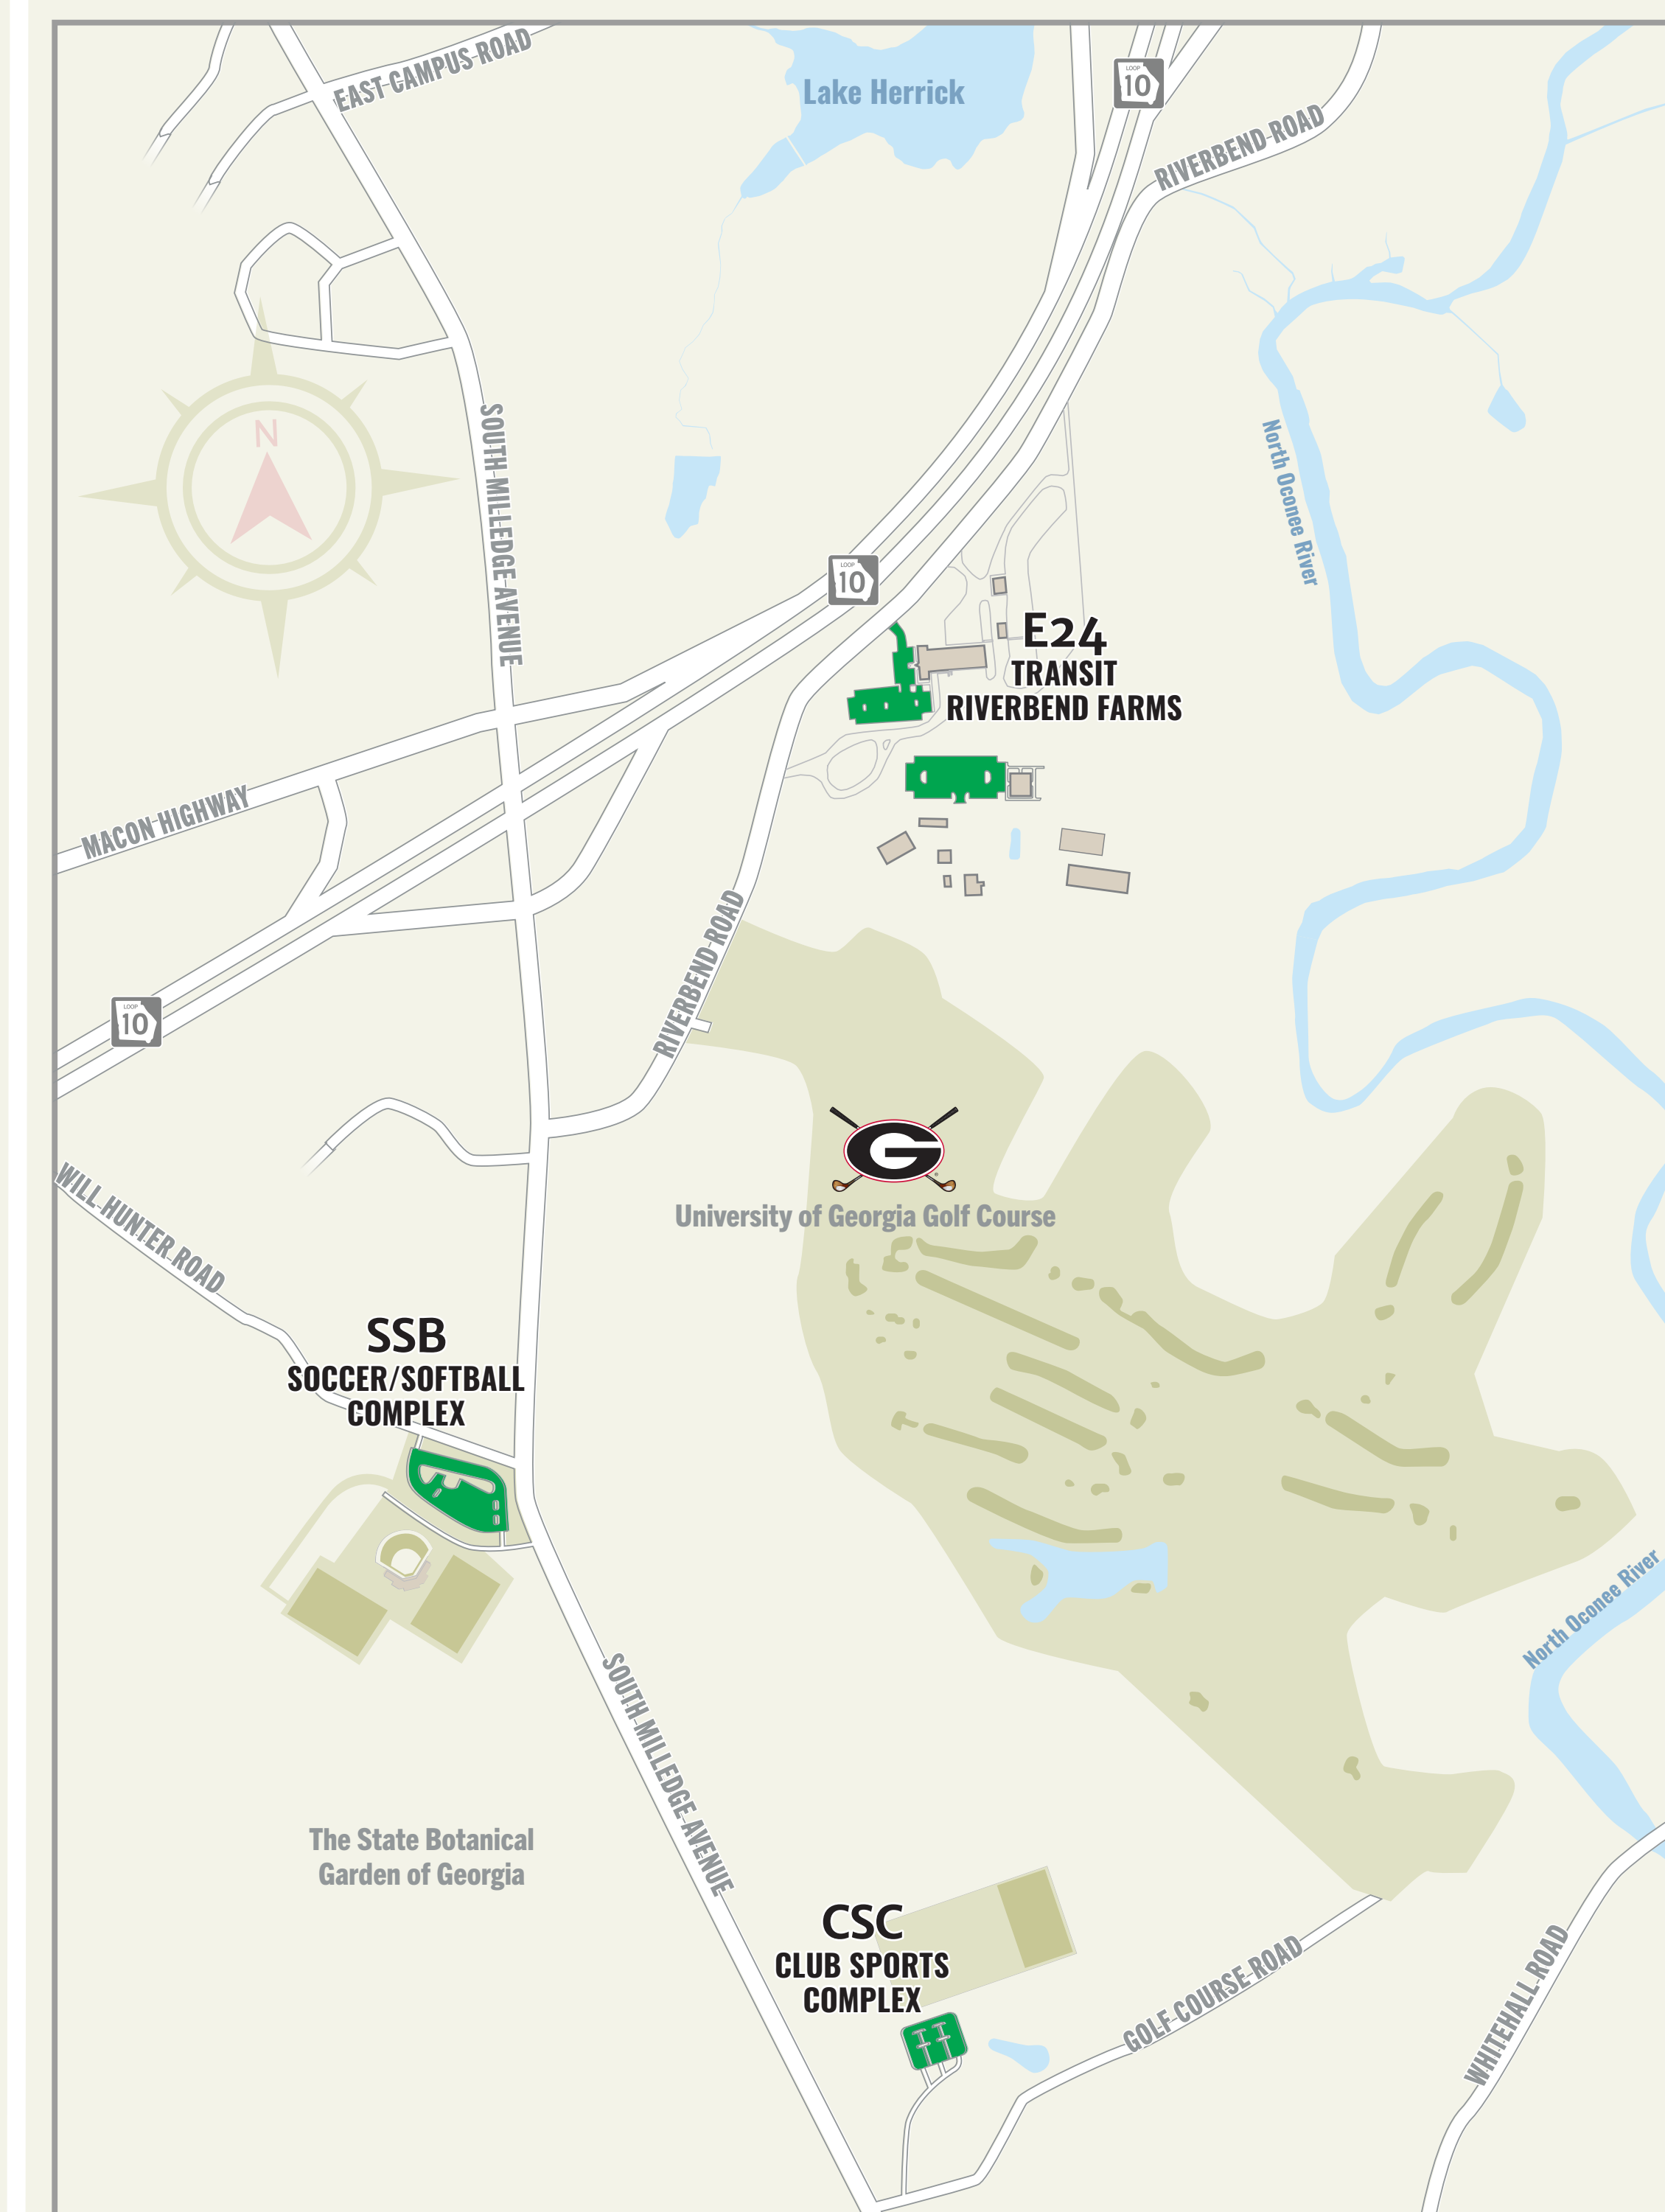 EAST CAMPUS ROAD
Lake Herrick
LOOP
10
RIVERBEND ROAD
N
SOUTH MILLEDGE AVENUE
North Oconee River
LOOP
10
E24
TRANSIT
RIVERBEND FARMS
MACON HIGHWAY
RIVERBEND ROAD
LOOP
10
G
University of Georgia Golf Course
WILL HUNTER ROAD
SSB
SOCCER/SOFTBALL
COMPLEX
North Oconee River
SOUTH MILLEDGE AVENUE
The State Botanical
Garden of Georgia
CSC
CLUB SPORTS
COMPLEX
GOLF COURSE ROAD
WHITEHALL ROAD